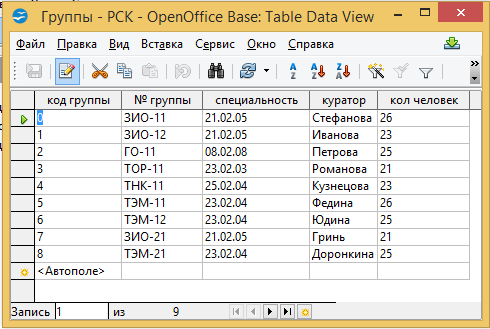 Группы - РСК - OpenOffice Base: Table Data View
Файл Правка Вид Вставка Сервис Окно Справка
код группы № группы специальность куратор кол человек
0 ЗИО-11 21.02.05 Стефанова 26
1 ЗИО-12 21.02.05 Иванова 23
2 ГО-11 08.02.08 Петрова 25
3 ТОР-11 23.02.03 Романова 21
4 ТНК-11 25.02.04 Кузнецова 23
5 ТЭМ-11 23.02.04 Федина 26
6 ТЭМ-12 23.02.04 Юдина 25
7 ЗИО-21 21.02.05 Гринь 21
8 ТЭМ-21 23.02.04 Доронкина 25
<Автополе>
Запись 1 из 9